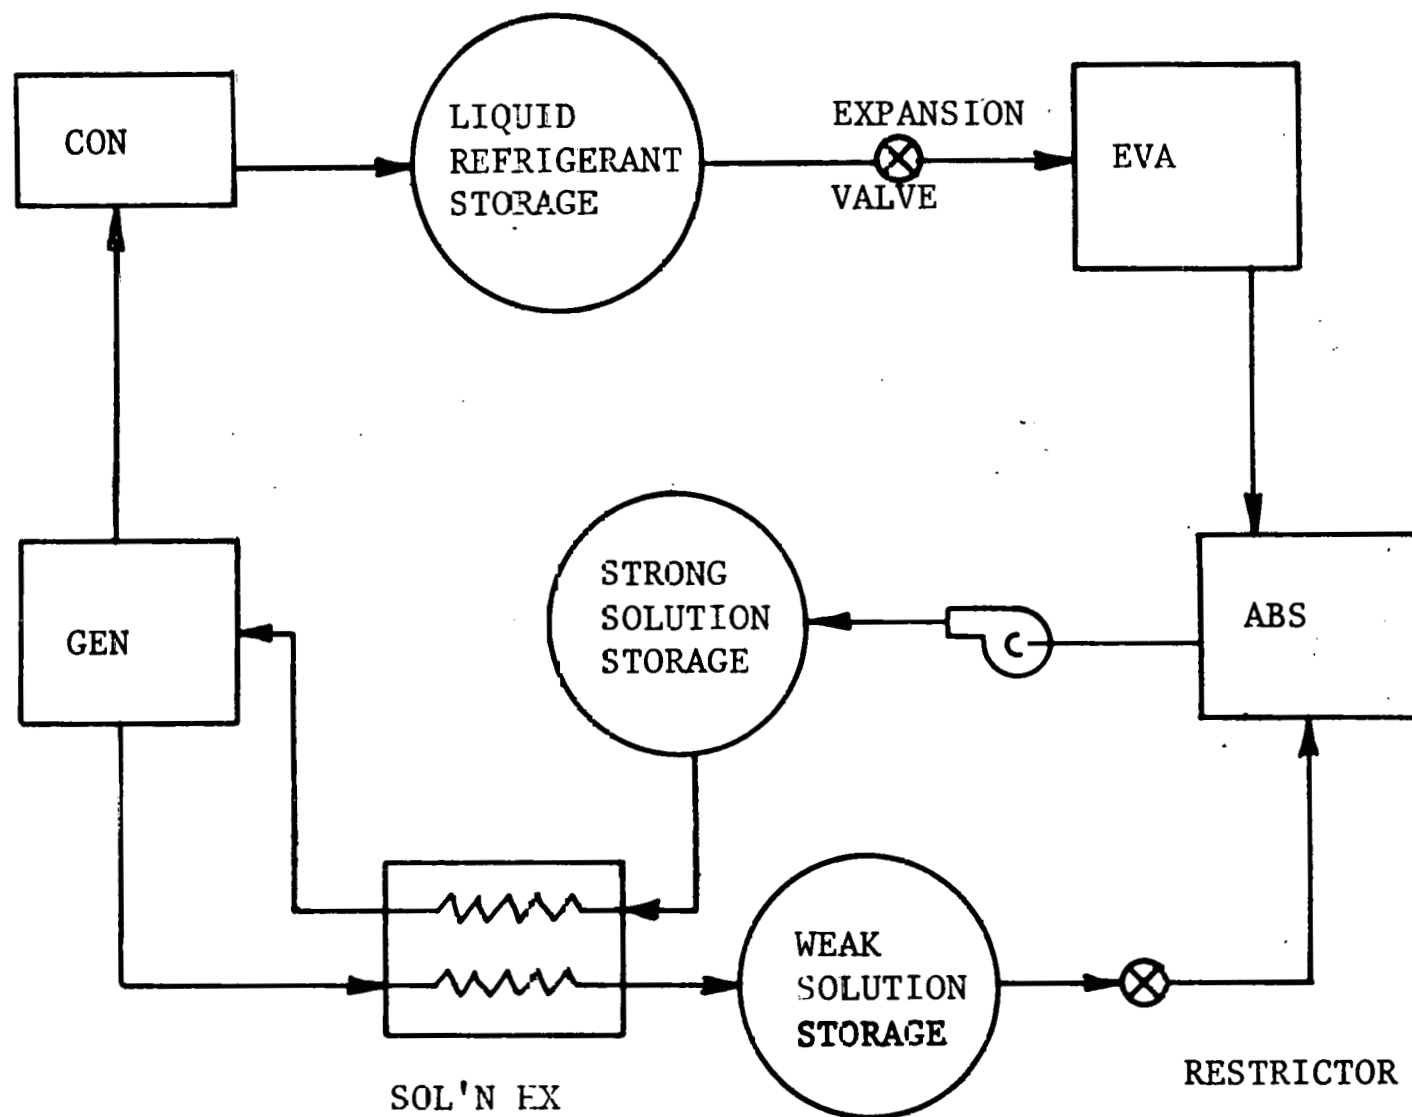 CON
LIQUID
REFRIGERANT
STORAGE
EXPANSION
VALVE
EVA
GEN
STRONG
SOLUTION
STORAGE
ABS
WEAK
SOLUTION
STORAGE
SOL'N EX
RESTRICTOR